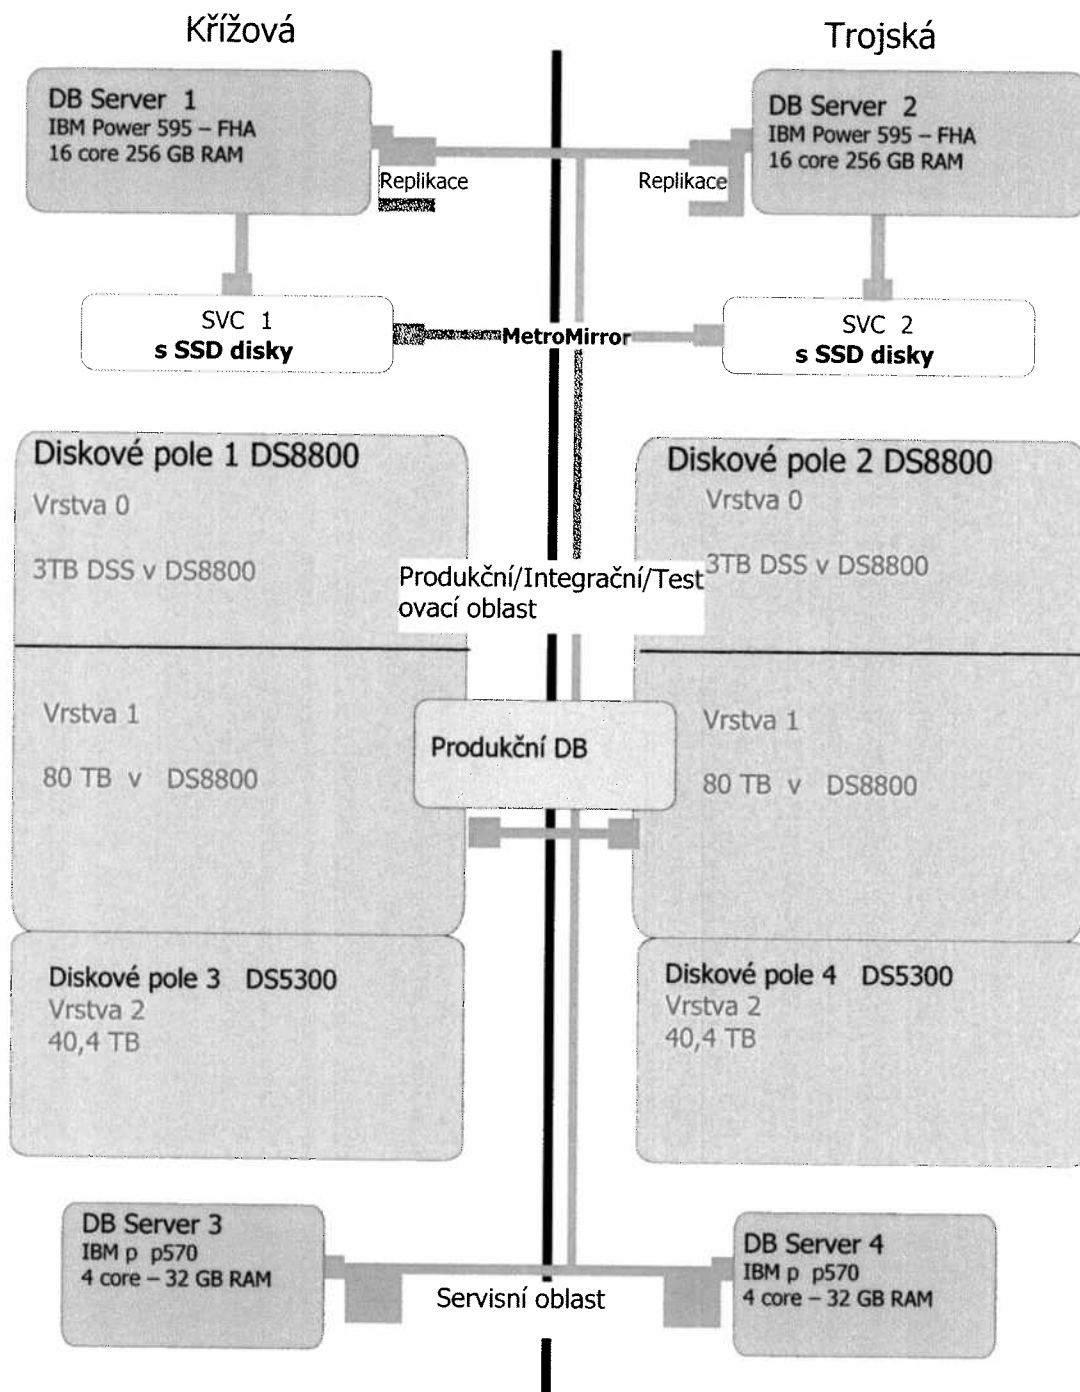 Křížová
Trojská
DB Server 1
IBM Power 595 – FHA
16 core 256 GB RAM
DB Server 2
IBM Power 595 – FHA
16 core 256 GB RAM
Replikace
Replikace
SVC 1
s SSD disky
MetroMirror
SVC 2
s SSD disky
Diskové pole 1 DS8800
Vrstva 0
3TB DSS v DS8800
Diskové pole 2 DS8800
Vrstva 0
3TB DSS v DS8800
Produkční/Integrační/Test
ovací oblast
Vrstva 1
80 TB v DS8800
Produkční DB
Vrstva 1
80 TB v DS8800
Diskové pole 3 DS5300
Vrstva 2
40,4 TB
Diskové pole 4 DS5300
Vrstva 2
40,4 TB
DB Server 3
IBM p p570
4 core – 32 GB RAM
DB Server 4
IBM p p570
4 core – 32 GB RAM
Servisní oblast